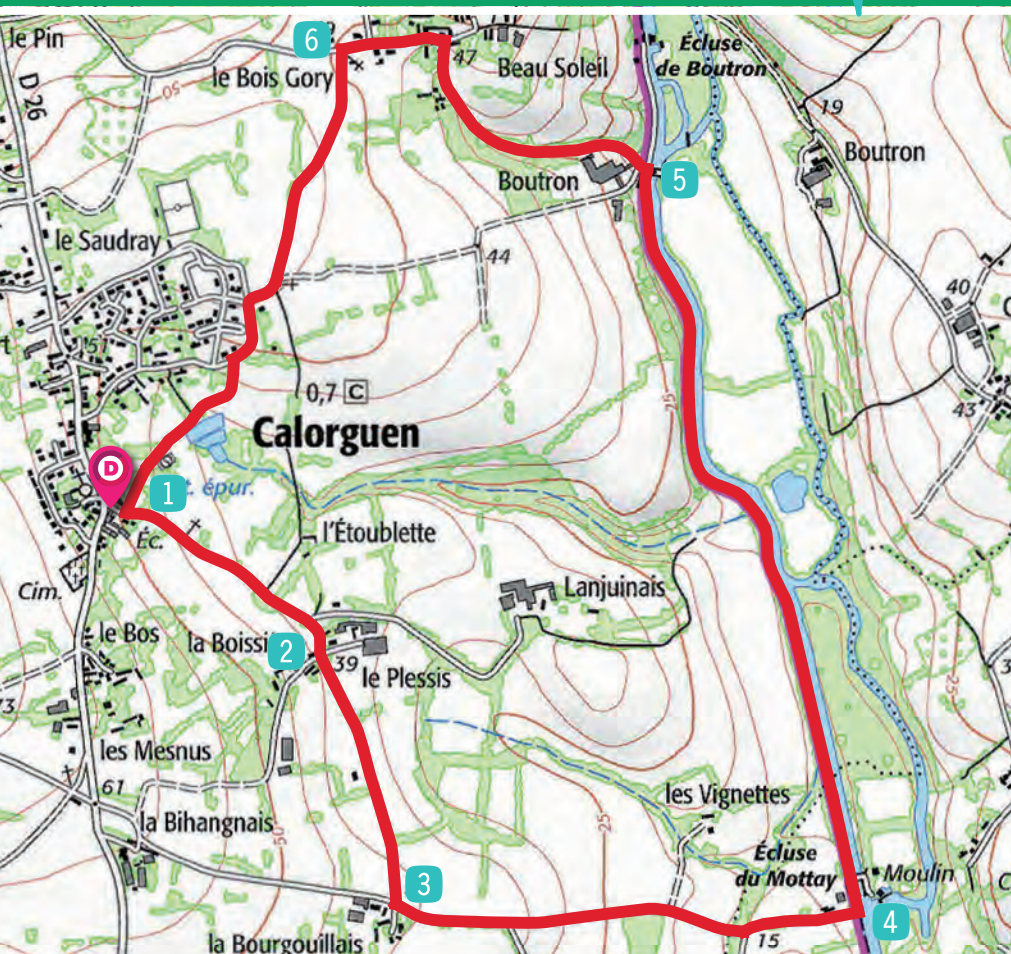 le Pin
D 26
50
6
le Bois Gory
47
Beau Soleil
Écluse
de Boutron
19
Boutron
Boutron
5
le Saudray
44
40
51
0,7 C
25
43
Calorguen
D
1
t. épur.
Éc.
l'Étoublette
Cim.
Lanjuinais
le Bos
la Boissi
2
39
le Plessis
25
les Mesnus
61
la Bihangnais
50
25
les Vignettes
Écluse
du Mottay
Moulin
3
4
15
la Bourgouillais